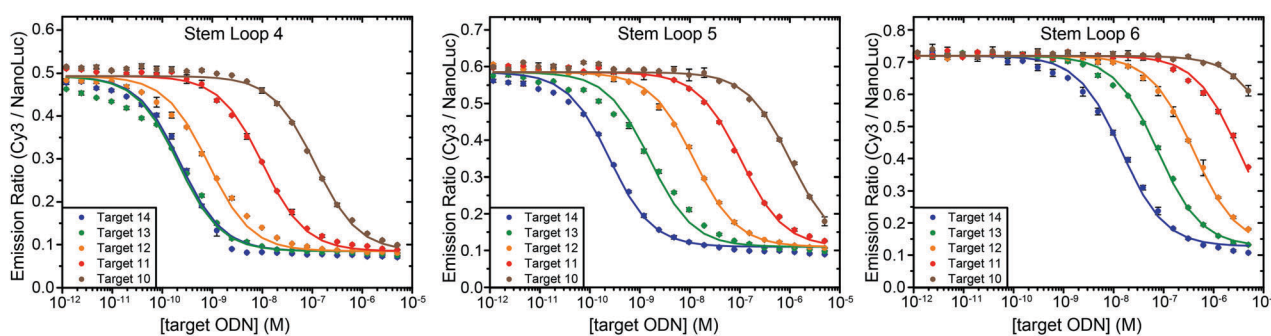 Stem Loop 4
Emission Ratio (Cy3 / NanoLuc)
0.6
0.5
0.4
0.3
0.2
0.1
0.0
Target 14
Target 13
Target 12
Target 11
Target 10
10⁻¹² 10⁻¹¹ 10⁻¹⁰ 10⁻⁹ 10⁻⁸ 10⁻⁷ 10⁻⁶ 10⁻⁵
[target ODN] (M)
Stem Loop 5
Emission Ratio (Cy3 / NanoLuc)
0.7
0.6
0.5
0.4
0.3
0.2
0.1
0.0
Target 14
Target 13
Target 12
Target 11
Target 10
10⁻¹² 10⁻¹¹ 10⁻¹⁰ 10⁻⁹ 10⁻⁸ 10⁻⁷ 10⁻⁶ 10⁻⁵
[target ODN] (M)
Stem Loop 6
Emission Ratio (Cy3 / NanoLuc)
0.8
0.7
0.6
0.5
0.4
0.3
0.2
0.1
0.0
Target 14
Target 13
Target 12
Target 11
Target 10
10⁻¹² 10⁻¹¹ 10⁻¹⁰ 10⁻⁹ 10⁻⁸ 10⁻⁷ 10⁻⁶ 10⁻⁵
[target ODN] (M)